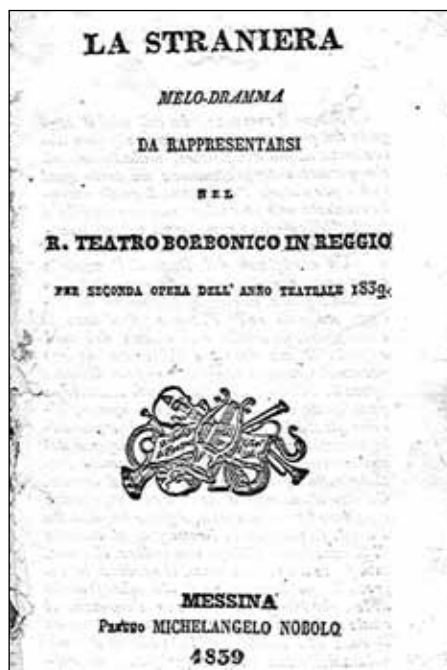 LA STRANIERA
MELO-DRAMMA
DA RAPPRESENTARSI
NEL
R. TEATRO BORBONICO IN REGGIO
PER SECONDA OPERA DELL' ANNO TEATRALE 1839.
MESSINA
Presso MICHELANGELO NOBOLO
1839